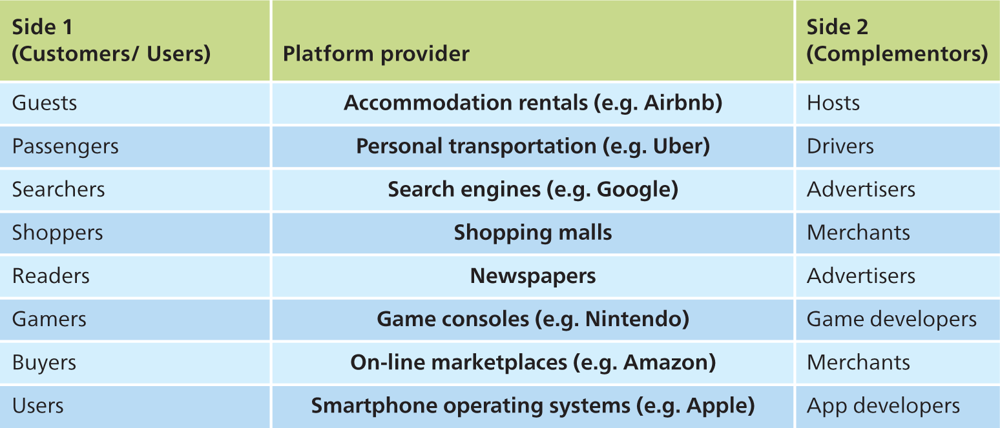 Side 1
(Customers/ Users)
Platform provider
Side 2
(Complementors)
Guests
Accommodation rentals (e.g. Airbnb)
Hosts
Passengers
Personal transportation (e.g. Uber)
Drivers
Searchers
Search engines (e.g. Google)
Advertisers
Shoppers
Shopping malls
Merchants
Readers
Newspapers
Advertisers
Gamers
Game consoles (e.g. Nintendo)
Game developers
Buyers
On-line marketplaces (e.g. Amazon)
Merchants
Users
Smartphone operating systems (e.g. Apple)
App developers